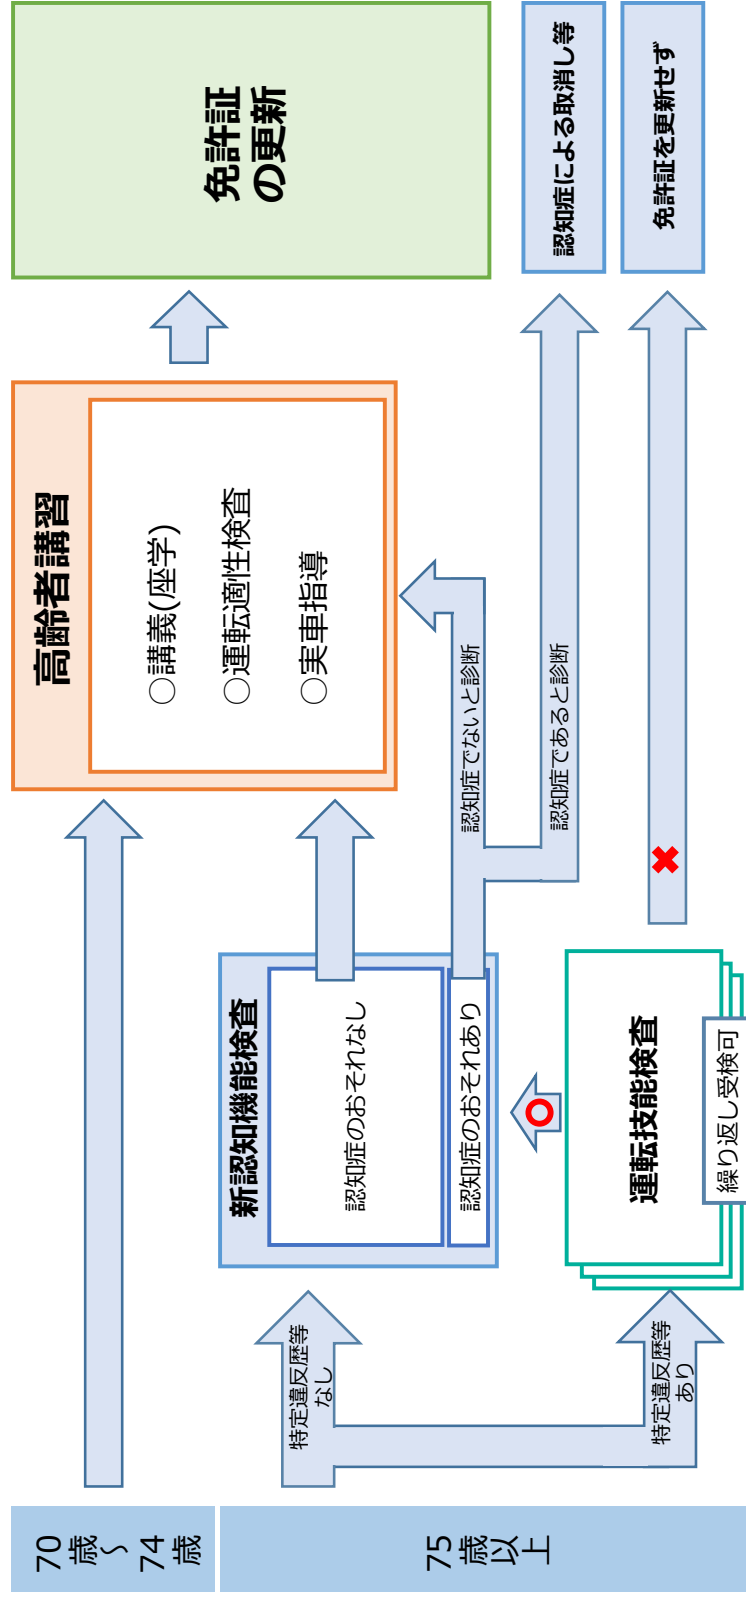 70
歳
～
74
歳
75
歳
以
上
特定違反歴等
なし
特定違反歴等
あり
新認知機能検査
認知症のおそれなし
認知症のおそれあり
運転技能検査
繰り返し受検可
認知症でないと診断
認知症であると診断
高齢者講習
○講義(座学)
○運転適性検査
○実車指導
免許証
の更新
認知症による取消し等
免許証を更新せず